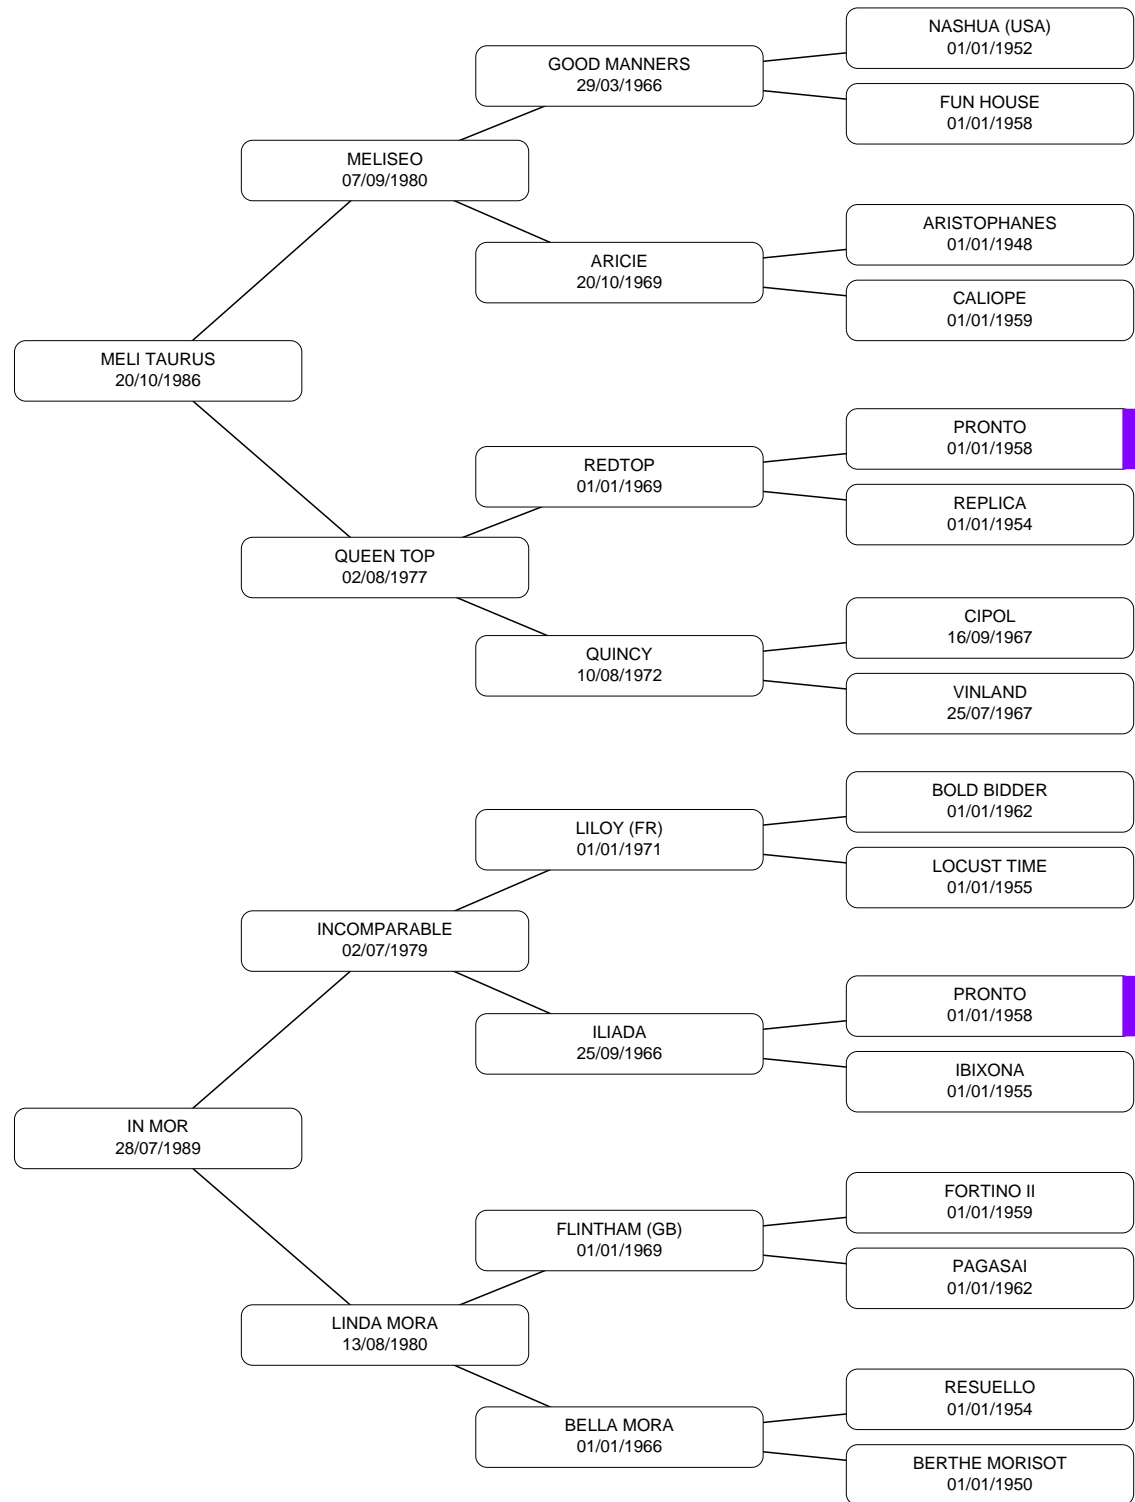 NASHUA (USA)
01/01/1952
GOOD MANNERS
29/03/1966
FUN HOUSE
01/01/1958
MELISEO
07/09/1980
ARISTOPHANES
01/01/1948
ARICIE
20/10/1969
CALIOPE
01/01/1959
MELI TAURUS
20/10/1986
PRONTO
01/01/1958
REDTOP
01/01/1969
REPLICA
01/01/1954
QUEEN TOP
02/08/1977
CIPOL
16/09/1967
QUINCY
10/08/1972
VINLAND
25/07/1967
BOLD BIDDER
01/01/1962
LILOY (FR)
01/01/1971
LOCUST TIME
01/01/1955
INCOMPARABLE
02/07/1979
PRONTO
01/01/1958
ILIADA
25/09/1966
IBIXONA
01/01/1955
IN MOR
28/07/1989
FORTINO II
01/01/1959
FLINTHAM (GB)
01/01/1969
PAGASAI
01/01/1962
LINDA MORA
13/08/1980
RESUELLO
01/01/1954
BELLA MORA
01/01/1966
BERTHE MORISOT
01/01/1950